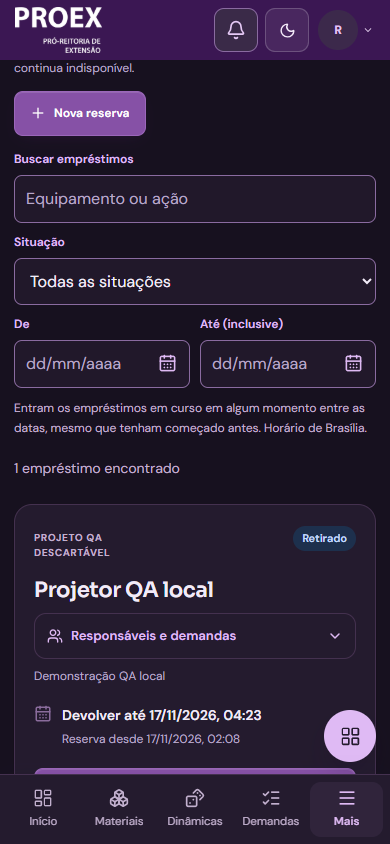 PROEX
PRÓ-REITORIA DE
EXTENSÃO
R
continua indisponível.
Nova reserva
Buscar empréstimos
Equipamento ou ação
Situação
Todas as situações
De
Até (inclusive)
dd/mm/aaaa
dd/mm/aaaa
Entram os empréstimos em curso em algum momento entre as
datas, mesmo que tenham começado antes. Horário de Brasília.
1 empréstimo encontrado
PROJETO QA
DESCARTÁVEL
Retirado
Projetor QA local
Responsáveis e demandas
Demonstração QA local
Devolver até 17/11/2026, 04:23
Reserva desde 17/11/2026, 02:08
Início
Materiais
Dinâmicas
Demandas
Mais